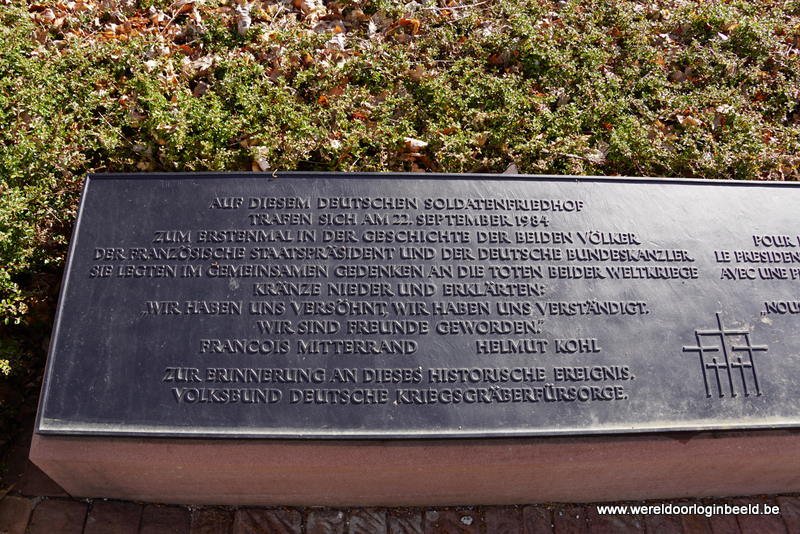 AUF DIESEM DEUTSCHEN SOLDATENFRIEDHOF
TRAFEN SICH AM 22. SEPTEMBER 1984
ZUM ERSTENMAL IN DER GESCHICHTE DER BEIDEN VÖLKER
DER FRANZÖSISCHE STAATSPRÄSIDENT UND DER DEUTSCHE BUNDESKANZLER.
SIE LEGTEN IM GEMEINSAMEN GEDENKEN AN DIE TOTEN BEIDER WELTKRIEGE
KRÄNZE NIEDER UND ERKLÄRTEN:
„WIR HABEN UNS VERSÖHNT, WIR HABEN UNS VERSTÄNDIGT,
WIR SIND FREUNDE GEWORDEN.“
FRANCOIS MITTERRAND HELMUT KOHL
ZUR ERINNERUNG AN DIESES HISTORISCHE EREIGNIS.
VOLKSBUND DEUTSCHE KRIEGSGRÄBERFÜRSORGE.
POUR
LE PRESIDEN
AVEC UNE P
„NOU
www.wereldoorloginbeeld.be